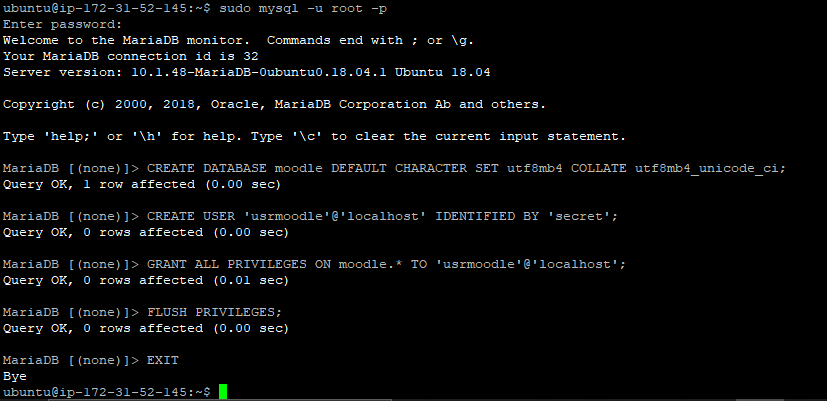 ubuntu@ip-172-31-52-145:~$ sudo mysql -u root -p
Enter password:
Welcome to the MariaDB monitor.  Commands end with ; or \g.
Your MariaDB connection id is 32
Server version: 10.1.48-MariaDB-0ubuntu0.18.04.1 Ubuntu 18.04
Copyright (c) 2000, 2018, Oracle, MariaDB Corporation Ab and others.
Type 'help;' or '\h' for help. Type '\c' to clear the current input statement.
MariaDB [(none)]> CREATE DATABASE moodle DEFAULT CHARACTER SET utf8mb4 COLLATE utf8mb4_unicode_ci;
Query OK, 1 row affected (0.00 sec)
MariaDB [(none)]> CREATE USER 'usrmoodle'@'localhost' IDENTIFIED BY 'secret';
Query OK, 0 rows affected (0.00 sec)
MariaDB [(none)]> GRANT ALL PRIVILEGES ON moodle.* TO 'usrmoodle'@'localhost';
Query OK, 0 rows affected (0.01 sec)
MariaDB [(none)]> FLUSH PRIVILEGES;
Query OK, 0 rows affected (0.00 sec)
MariaDB [(none)]> EXIT
Bye
ubuntu@ip-172-31-52-145:~$